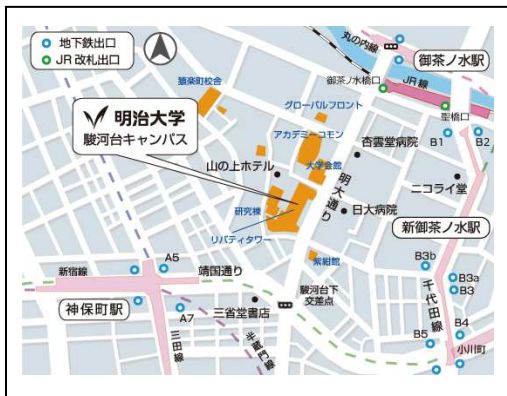 地下鉄出口
JR 改札出口
丸の内線
御茶ノ水駅
猿楽町校舎
御茶ノ水橋口
JR 線
グローバルフロント
聖橋口
明治大学
駿河台キャンパス
アカデミーコモン
杏雲堂病院
B1
B2
山の上ホテル
大学会館
明大通り
ニコライ堂
研究棟
日大病院
リバティタワー
新御茶ノ水駅
紫紺館
B3b
新宿線
A5
靖国通り
B3a
B3
駿河台下
交差点
千代田線
神保町駅
A7
三省堂書店
B4
B5
小川町
三田線
半蔵門線